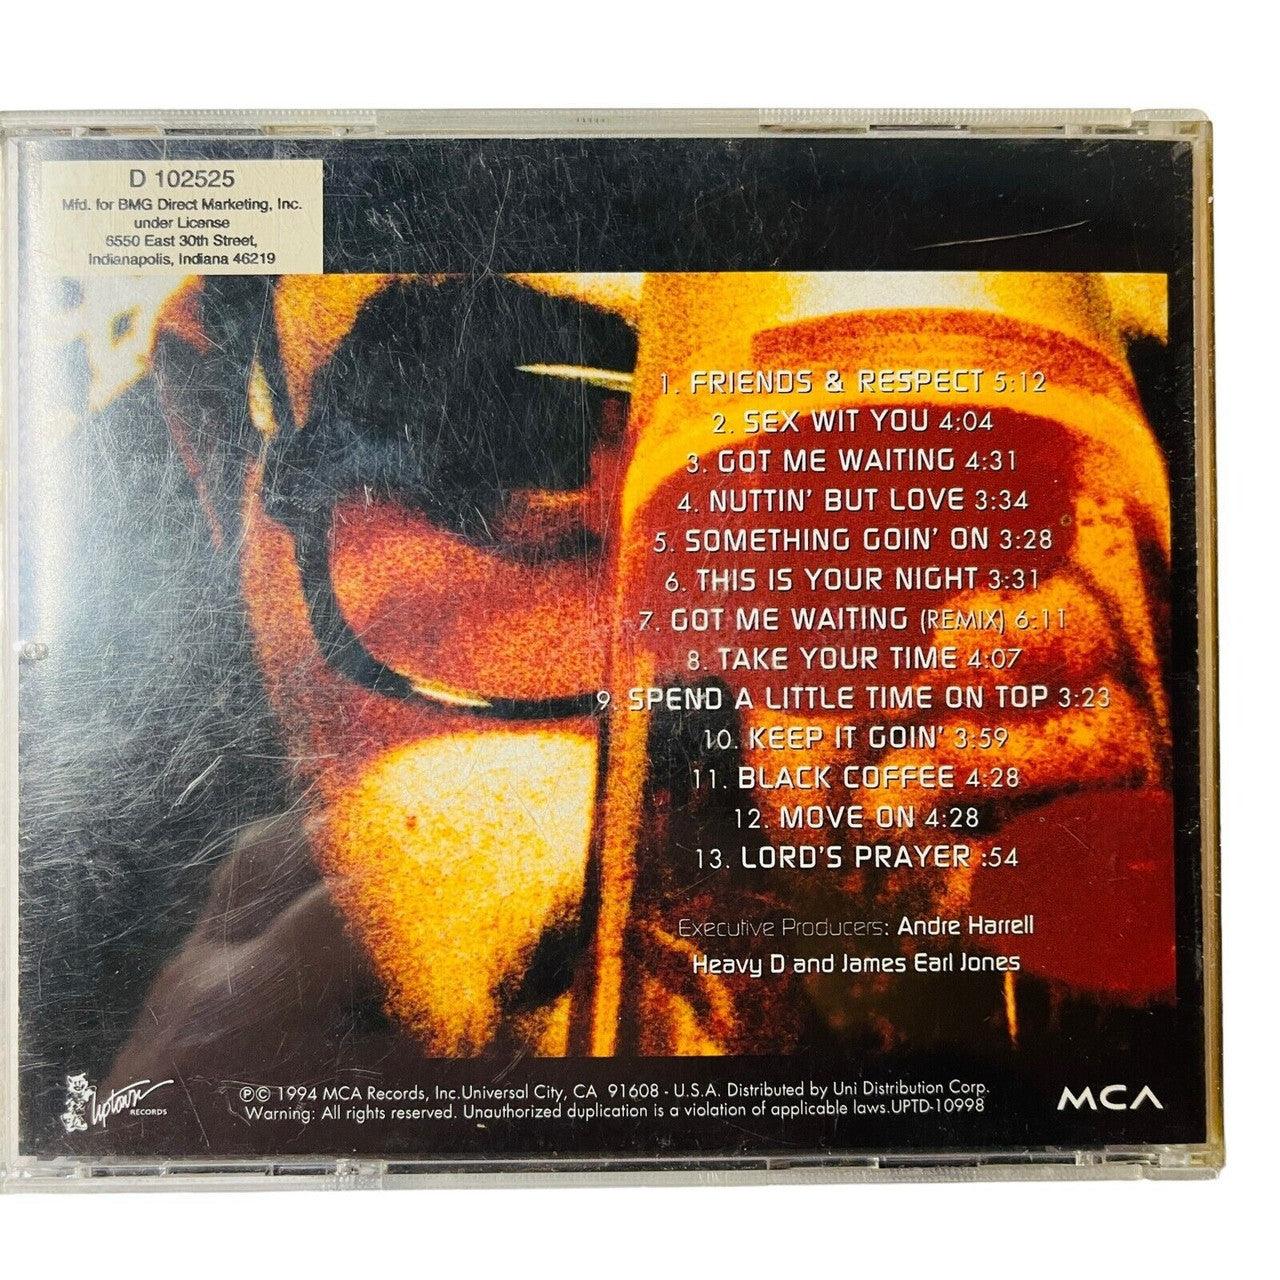 D 102525
Mfd. for BMG Direct Marketing, Inc.
under License
6550 East 30th Street,
Indianapolis, Indiana 46219
1. FRIENDS & RESPECT 5:12
2. SEX WIT YOU 4:04
3. GOT ME WAITING 4:31
4. NUTTIN' BUT LOVE 3:34
5. SOMETHING GOIN' ON 3:28
6. THIS IS YOUR NIGHT 3:31
7. GOT ME WAITING (REMIX) 6:11
8. TAKE YOUR TIME 4:07
9. SPEND A LITTLE TIME ON TOP 3:23
10. KEEP IT GOIN' 3:59
11. BLACK COFFEE 4:28
12. MOVE ON 4:28
13. LORD'S PRAYER :54
Executive Producers: Andre Harrell
Heavy D and James Earl Jones
Uptown
RECORDS
℗© 1994 MCA Records, Inc.Universal City, CA 91608 - U.S.A. Distributed by Uni Distribution Corp.
Warning: All rights reserved. Unauthorized duplication is a violation of applicable laws.UPTD-10998
MCA